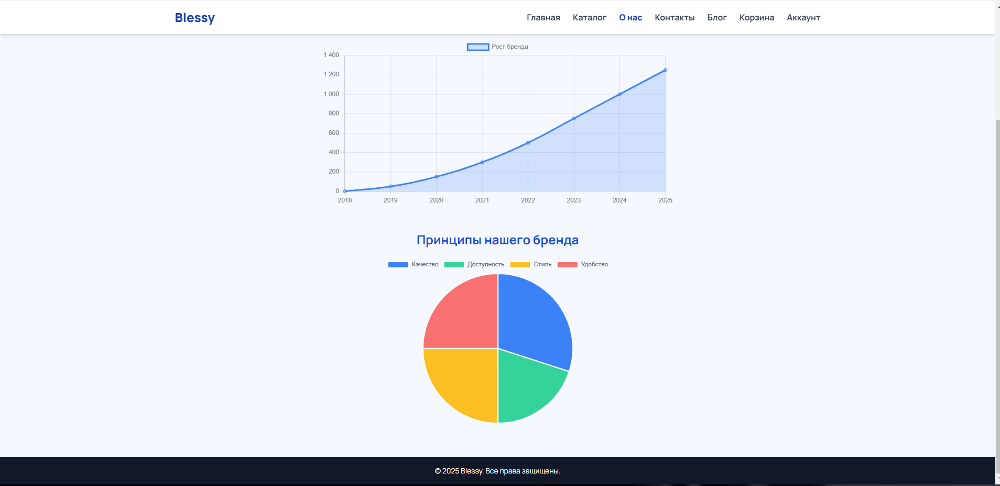 Blessy
Главная Каталог О нас Контакты Блог Корзина Аккаунт
Рост бренда
1 400
1 200
1 000
800
600
400
200
0
2018 2019 2020 2021 2022 2023 2024 2025
Принципы нашего бренда
Качество Доступность Стиль Удобство
© 2025 Blessy. Все права защищены.